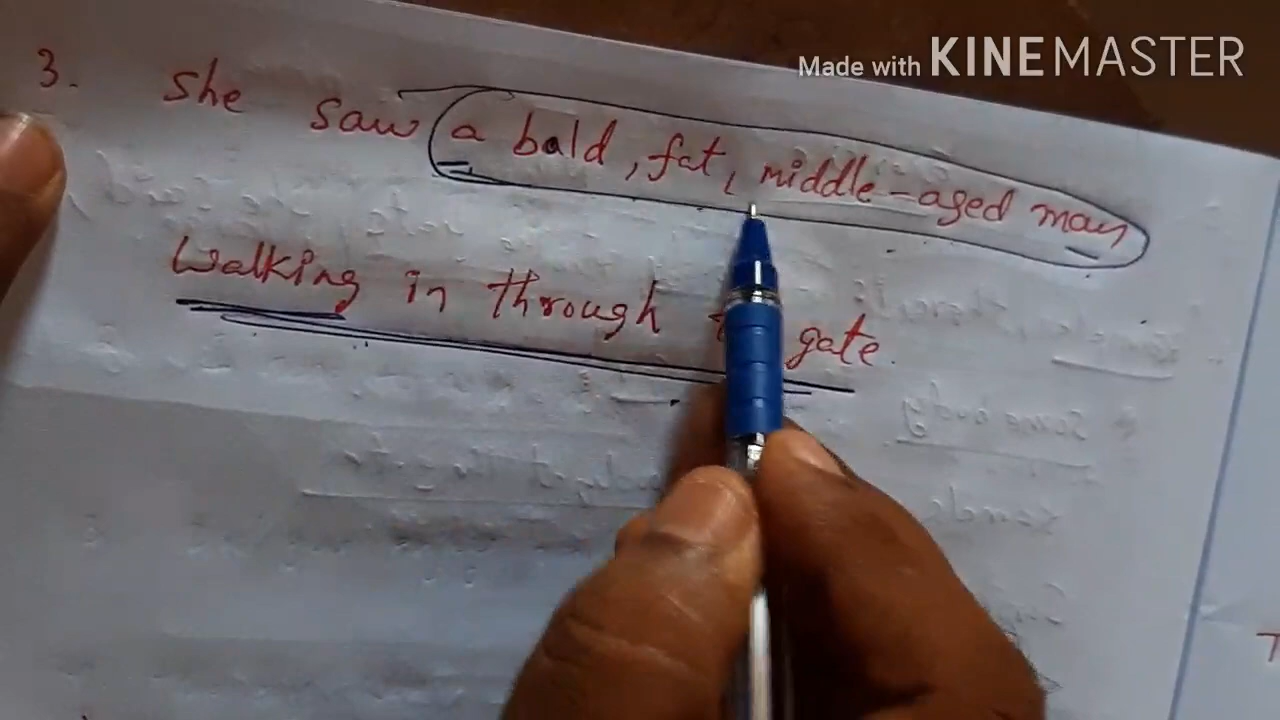 Made with KINEMASTER
3. She saw a bald, fat, middle-aged man
Walking in through gate.